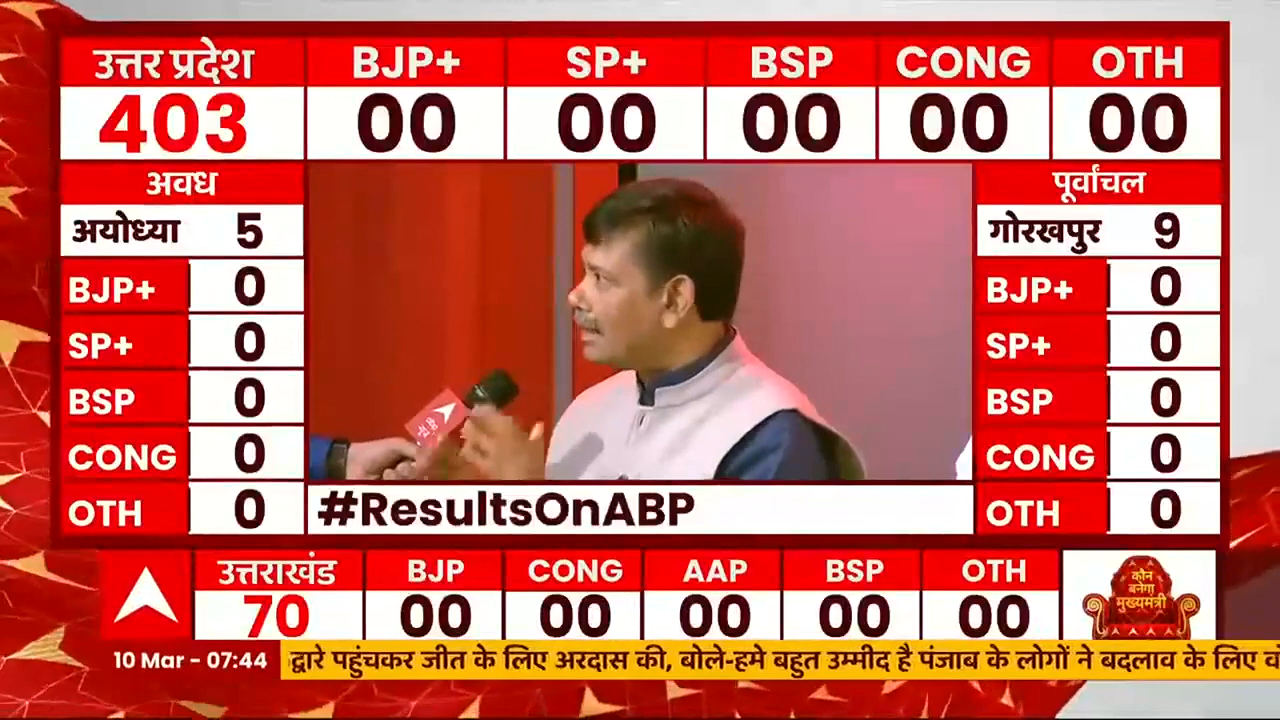 उत्तर प्रदेश BJP+ SP+ BSP CONG OTH
403 00 00 00 00 00
अवध
अयोध्या 5
BJP+ 0
SP+ 0
BSP 0
CONG 0
OTH 0
#ResultsOnABP
पूर्वांचल
गोरखपुर 9
BJP+ 0
SP+ 0
BSP 0
CONG 0
OTH 0
उत्तराखंड BJP CONG AAP BSP OTH
70 00 00 00 00 00
कौन
बनेगा
मुख्यमंत्री
10 Mar - 07:44
द्वारे पहुंचकर जीत के लिए अरदास की, बोले-हमे बहुत उम्मीद है पंजाब के लोगों ने बदलाव के लिए